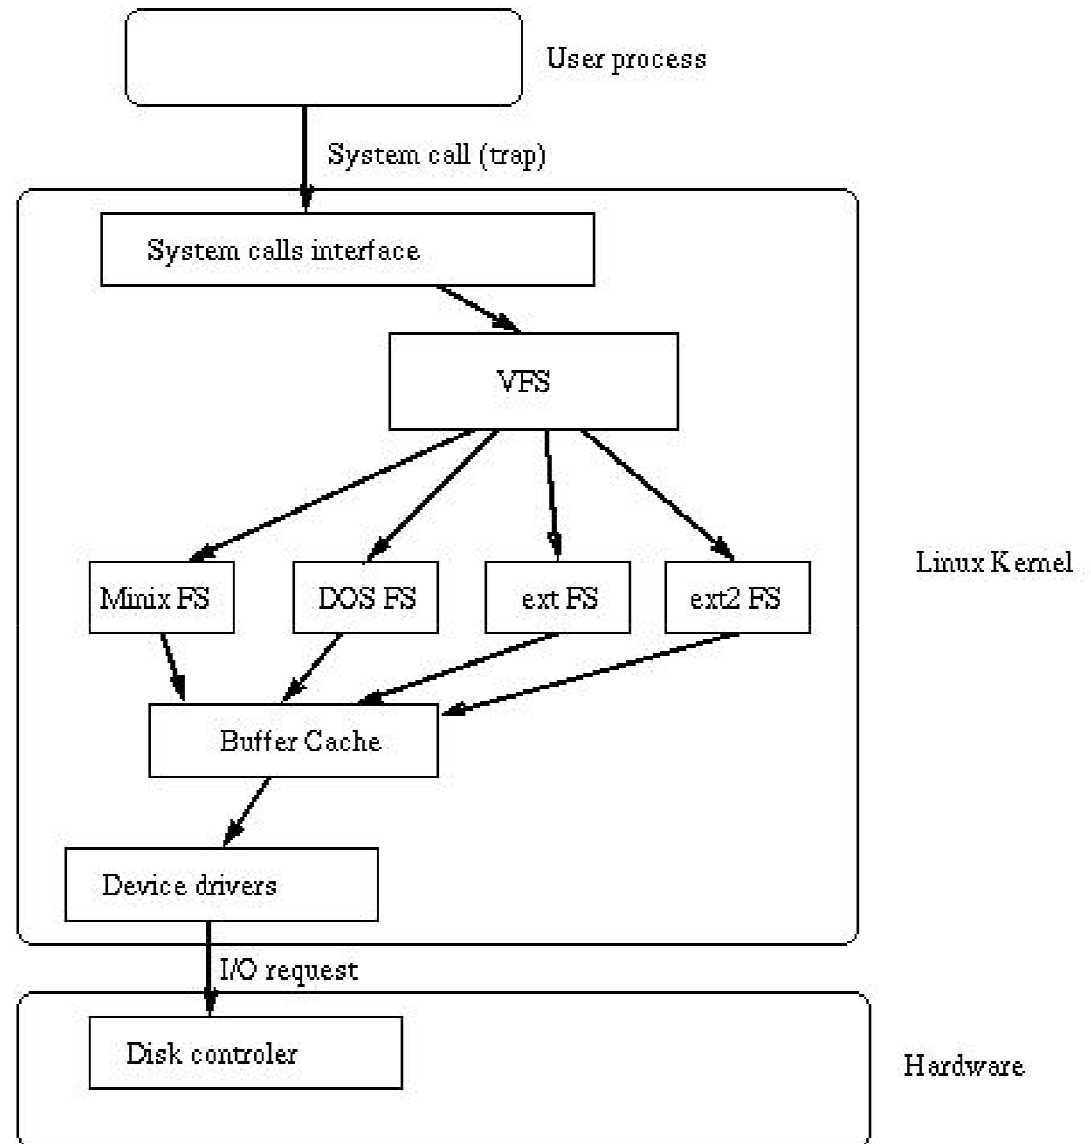 User process
System call (trap)
System calls interface
VFS
Linux Kernel
Minix FS
DOS FS
ext FS
ext2 FS
Buffer Cache
Device drivers
I/O request
Disk controler
Hardware